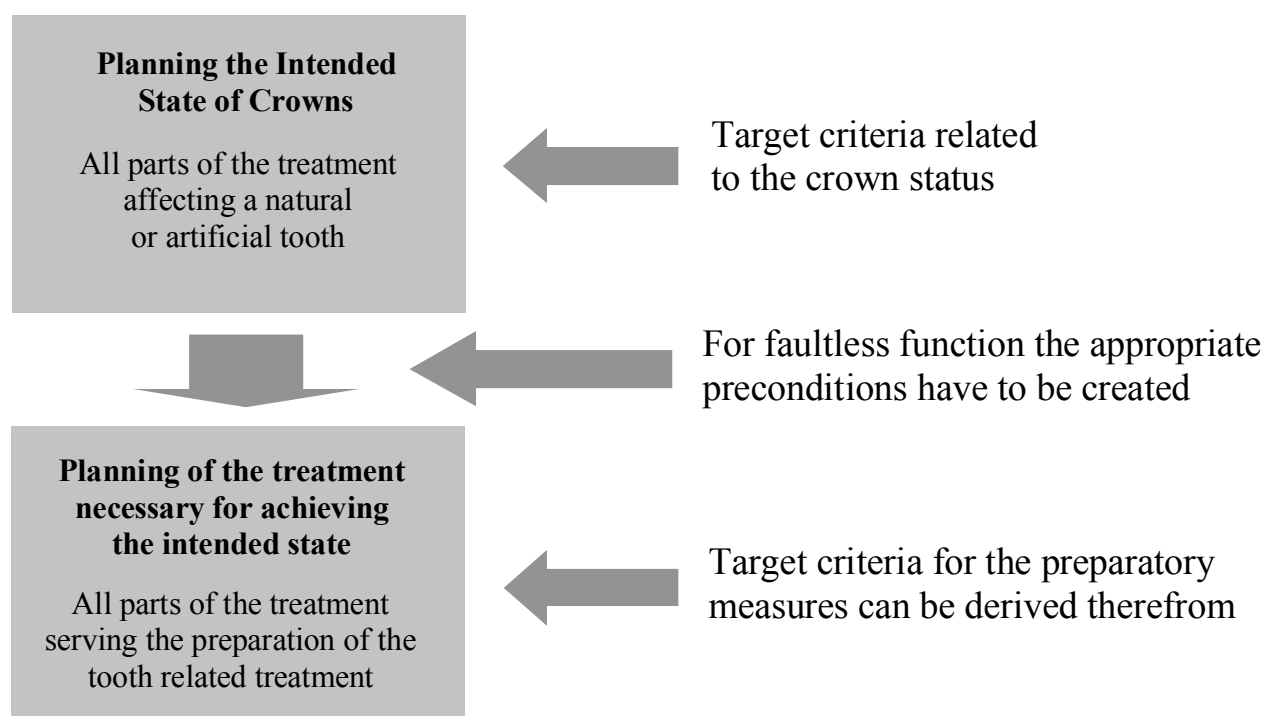 Planning the Intended
State of Crowns
All parts of the treatment
affecting a natural
or artificial tooth
Target criteria related
to the crown status
For faultless function the appropriate
preconditions have to be created
Planning of the treatment
necessary for achieving
the intended state
All parts of the treatment
serving the preparation of the
tooth related treatment
Target criteria for the preparatory
measures can be derived therefrom